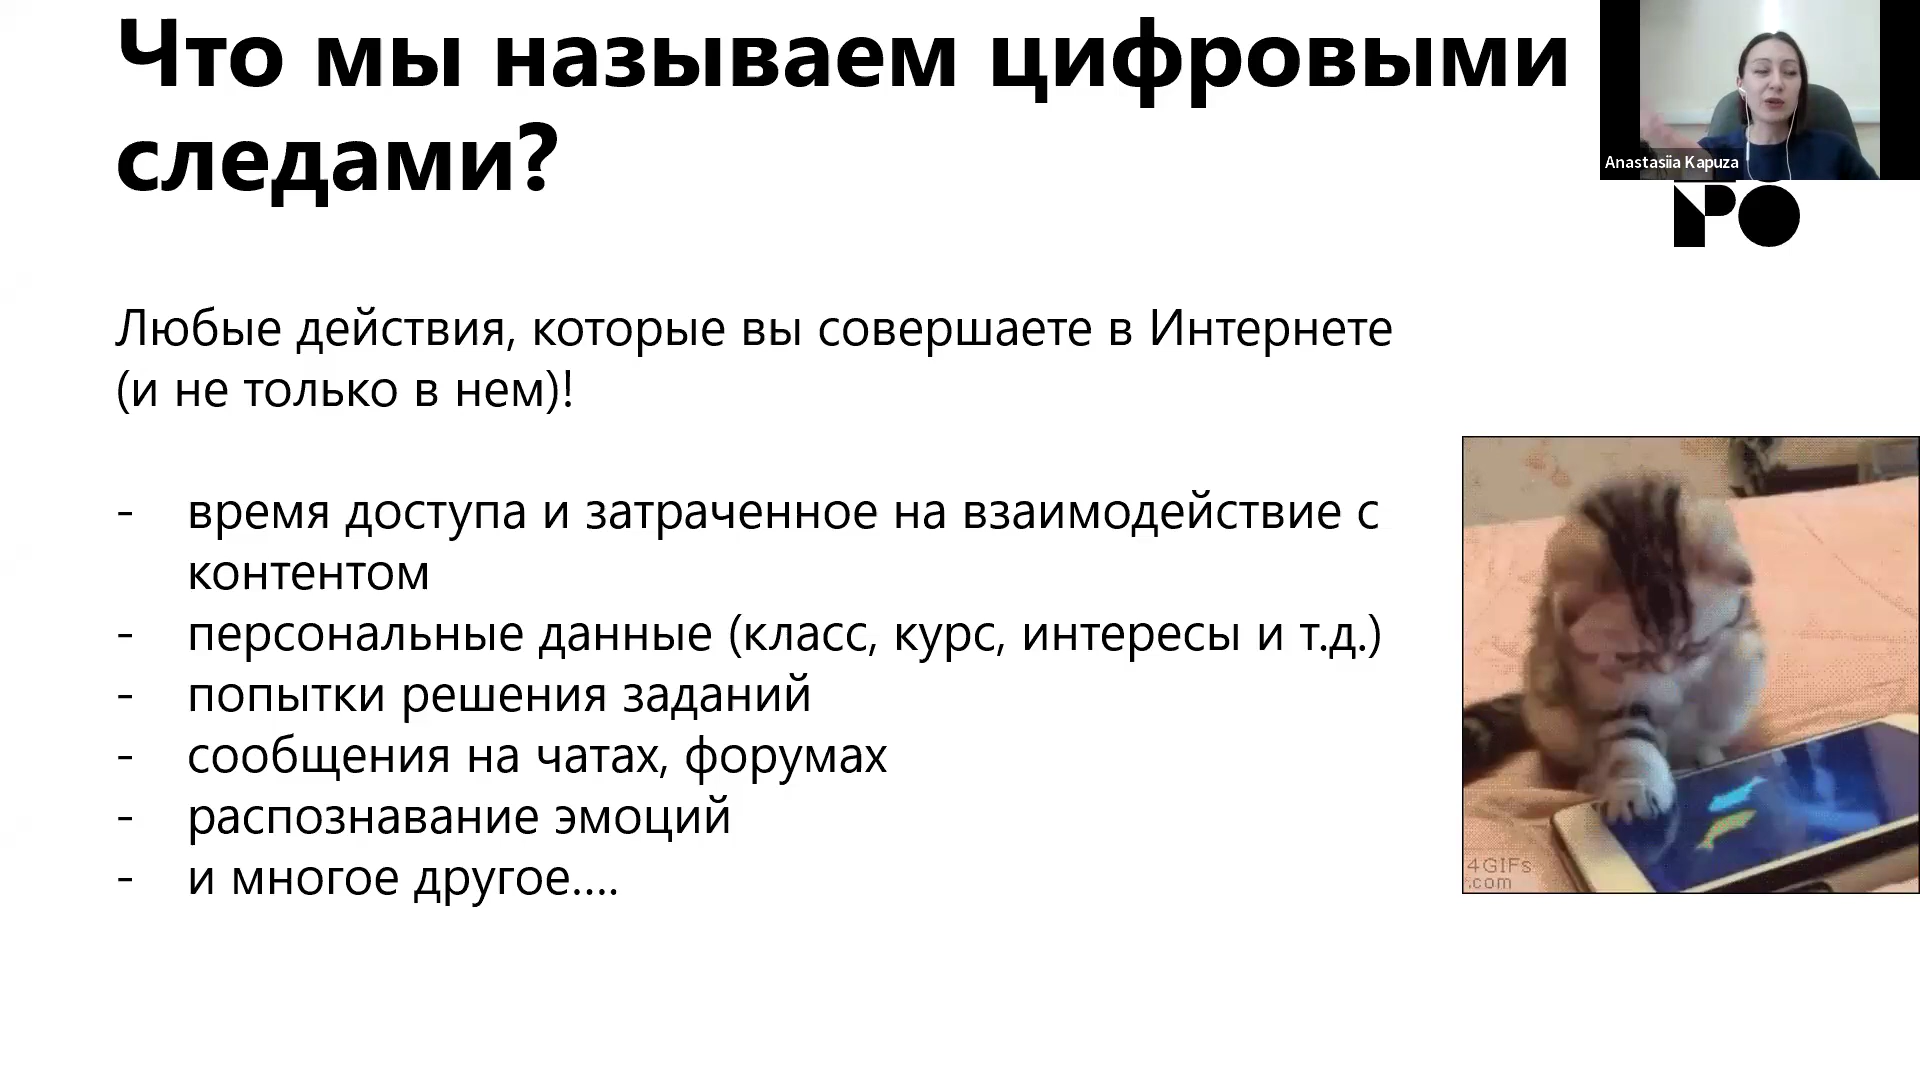 Что мы называем цифровыми
следами?
Anastasiia Kapuza
Любые действия, которые вы совершаете в Интернете
(и не только в нем)!
- время доступа и затраченное на взаимодействие с
контентом
- персональные данные (класс, курс, интересы и т.д.)
- попытки решения заданий
- сообщения на чатах, форумах
- распознавание эмоций
- и многое другое....
4GIFs
.com